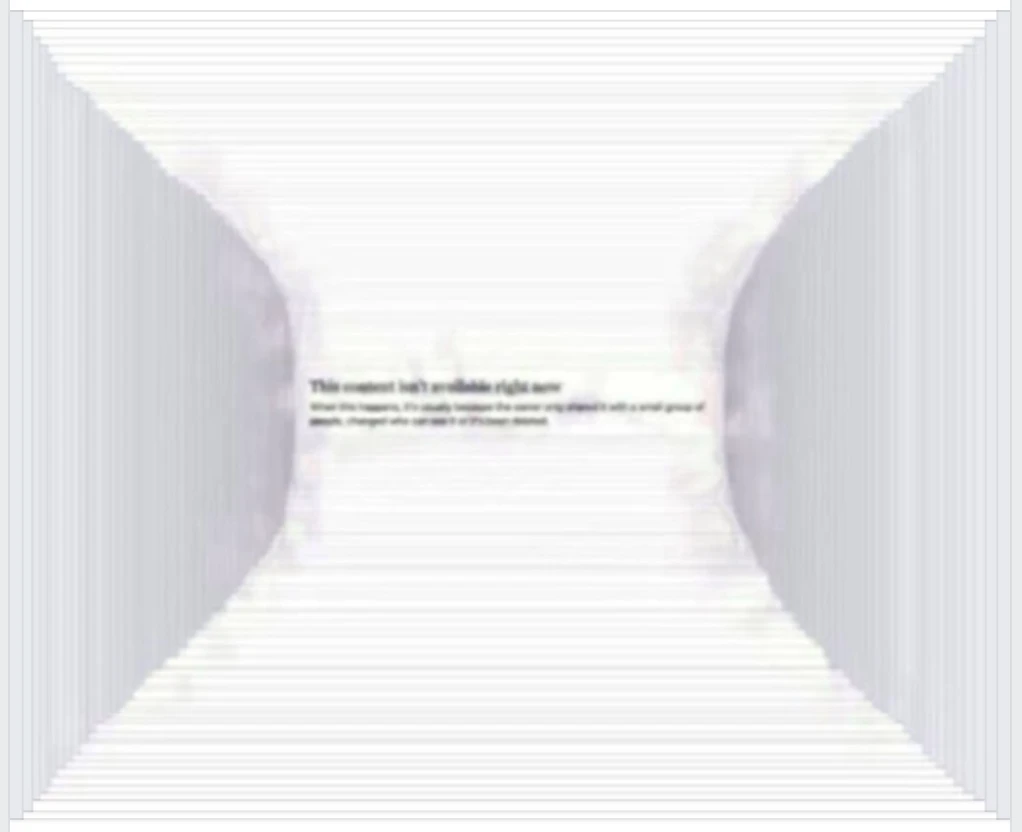 This content isn't available right now
When this happens, it's usually because the owner only shared it with a small group of
people, changed who can see it or it's been deleted.